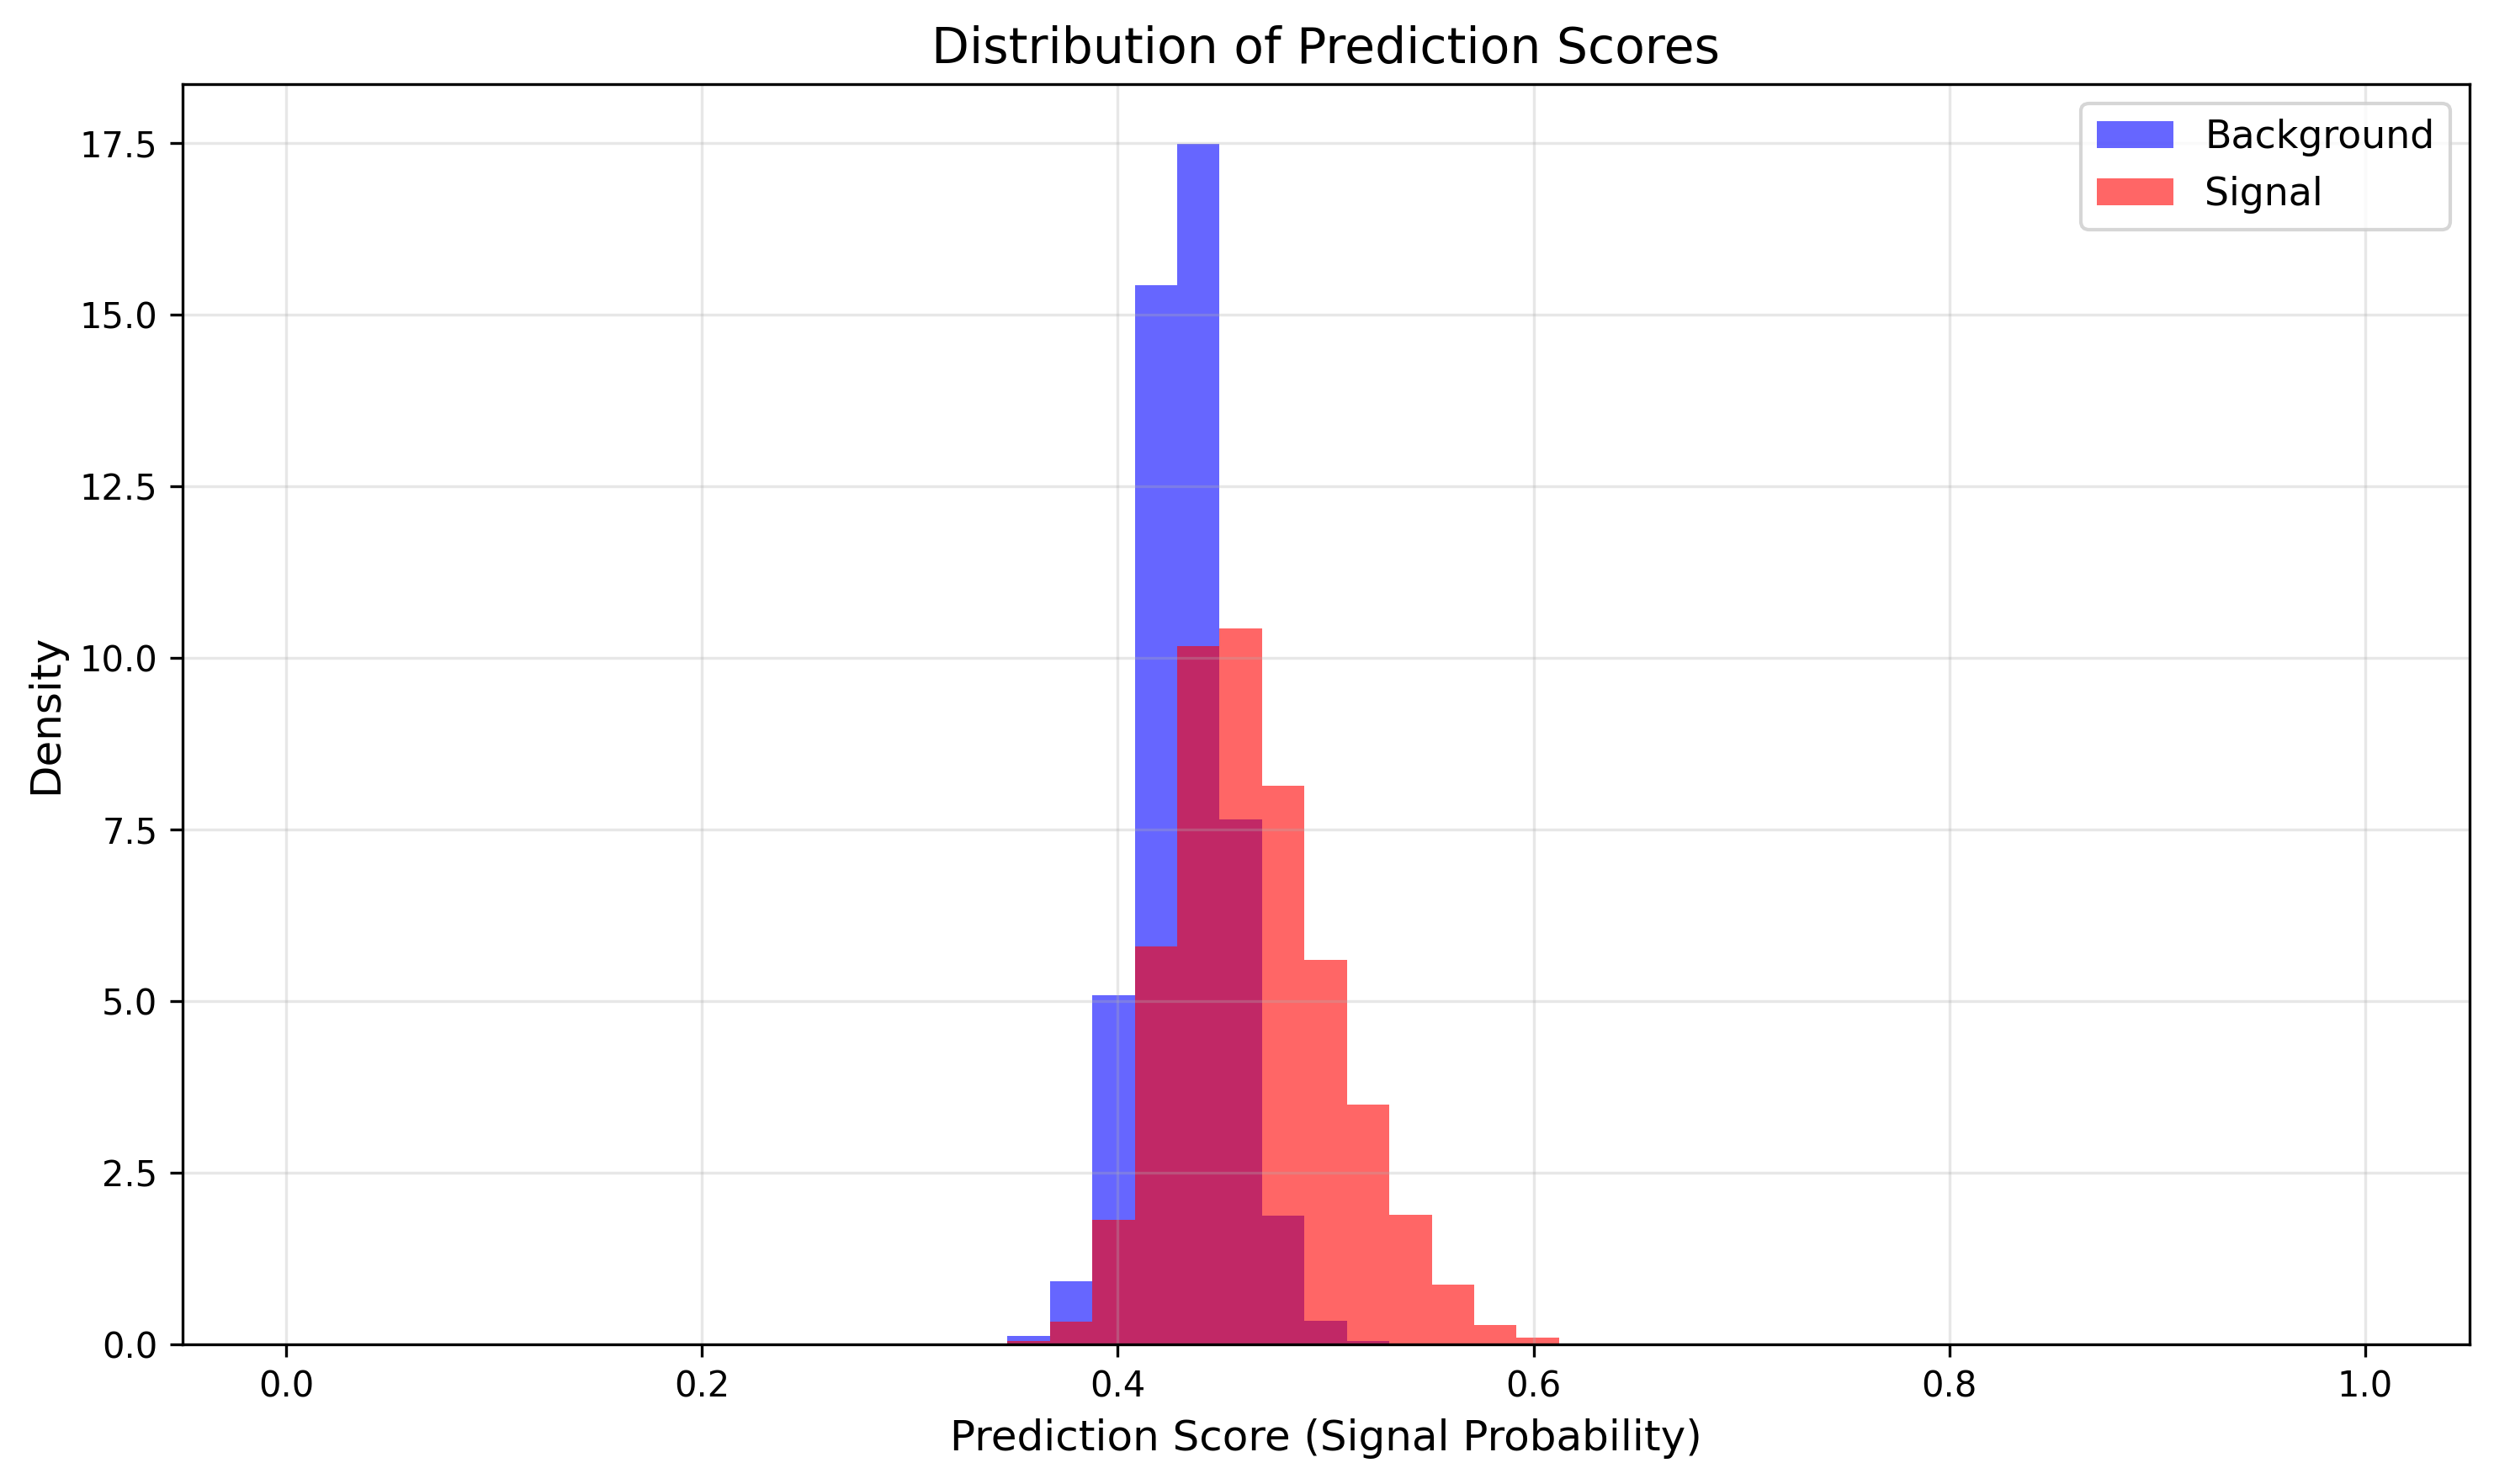 Distribution of Prediction Scores
Background
Signal
Density
17.5
15.0
12.5
10.0
7.5
5.0
2.5
0.0
0.0 0.2 0.4 0.6 0.8 1.0
Prediction Score (Signal Probability)